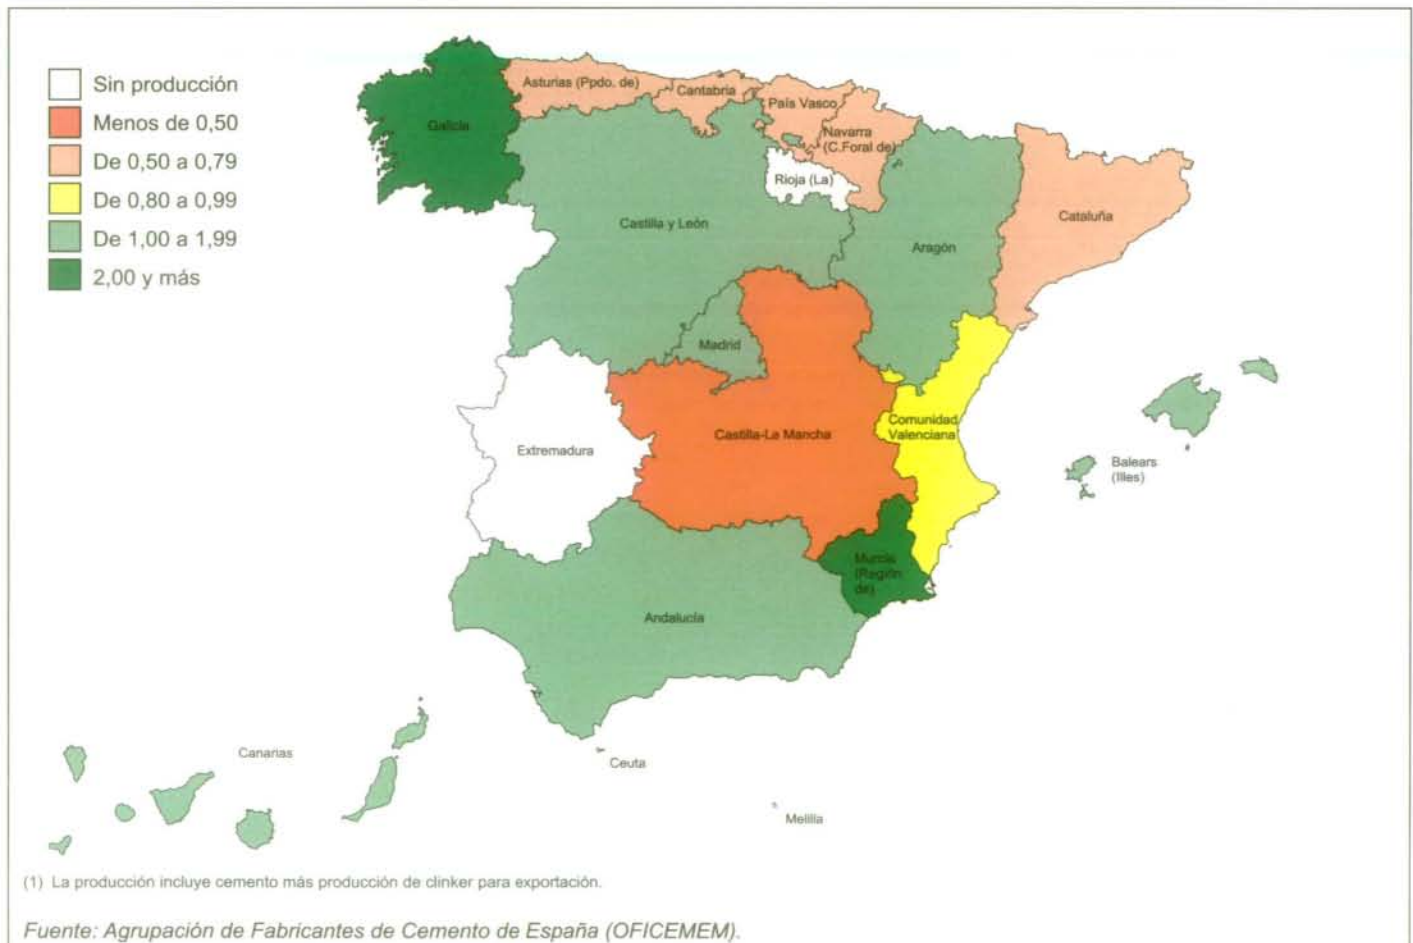 Sin producción
Menos de 0,50
De 0,50 a 0,79
De 0,80 a 0,99
De 1,00 a 1,99
2,00 y más
Galicia
Asturias (Ppdo. de)
Cantabria
País Vasco
Navarra
(C.Foral de)
Rioja (La)
Castilla y León
Aragón
Cataluña
Madrid
Castilla-La Mancha
Comunidad
Valenciana
Extremadura
Balears
(Illes)
Murcia
(Región
de)
Andalucía
Canarias
Ceuta
Melilla
(1) La producción incluye cemento más producción de clinker para exportación.
Fuente: Agrupación de Fabricantes de Cemento de España (OFICEMEM).